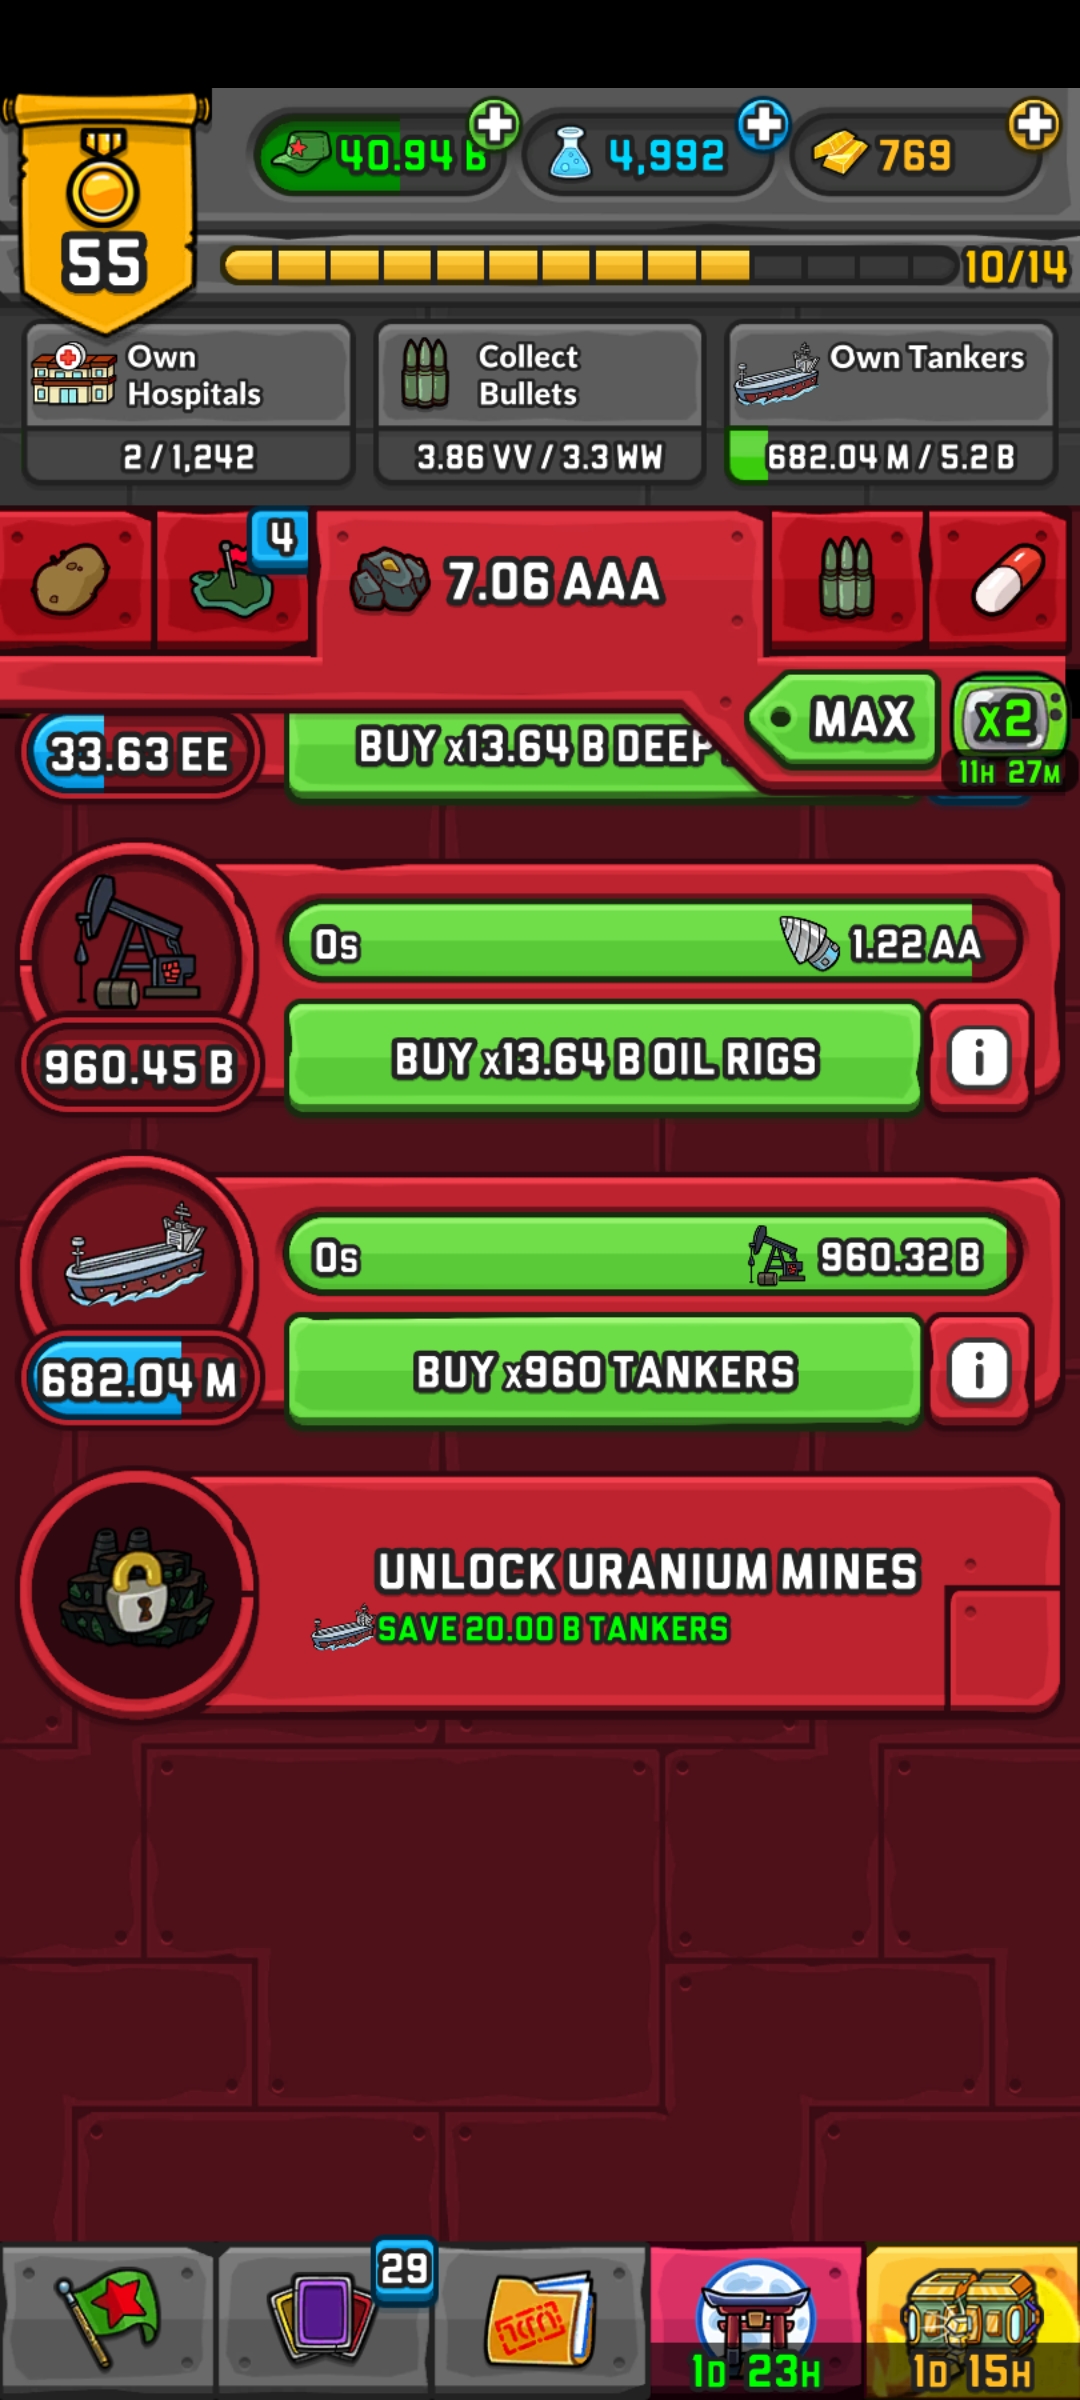 40.94 B
4,992
769
55
10/14
Own
Hospitals
2 / 1,242
Collect
Bullets
3.86 VV / 3.3 WW
Own Tankers
682.04 M / 5.2 B
4
7.06 AAA
MAX
x2
11H 27M
33.63 EE
BUY x13.64 B DEEP
0s
1.22 AA
960.45 B
BUY x13.64 B OIL RIGS
i
0s
960.32 B
682.04 M
BUY x960 TANKERS
i
UNLOCK URANIUM MINES
SAVE 20.00 B TANKERS
29
1D 23H
1D 15H